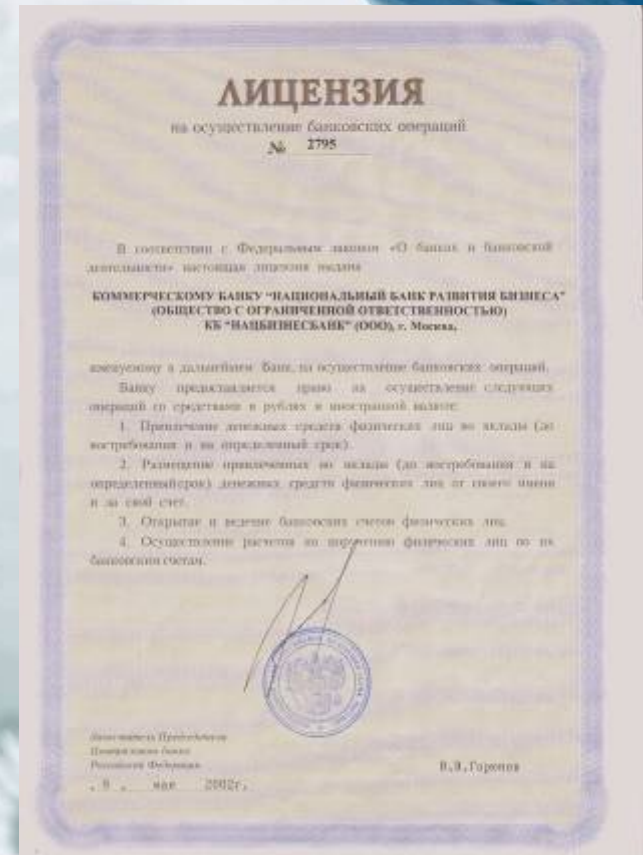 ЛИЦЕНЗИЯ
на осуществление банковских операций
№ 2795
В соответствии с Федеральным законом «О банках и банковской
деятельности» настоящая лицензия выдана
КОММЕРЧЕСКОМУ БАНКУ "НАЦИОНАЛЬНЫЙ БАНК РАЗВИТИЯ БИЗНЕСА"
(ОБЩЕСТВО С ОГРАНИЧЕННОЙ ОТВЕТСТВЕННОСТЬЮ)
КБ "НАЦБИЗНЕСБАНК" (ООО), г. Москва,
именуемому в дальнейшем Банк, на осуществление банковских операций.
Банку предоставляется право на осуществление следующих
операций со средствами в рублях и иностранной валюте:
1. Привлечение денежных средств физических лиц во вклады (до
востребования и на определенный срок).
2. Размещение привлеченных во вклады (до востребования и на
определенный срок) денежных средств физических лиц от своего имени
и за свой счет.
3. Открытие и ведение банковских счетов физических лиц.
4. Осуществление расчетов по поручению физических лиц по их
банковским счетам.
Заместитель Председателя
Центрального банка
Российской Федерации
В.Н.Горюнов
" 8 " мая 2002г.